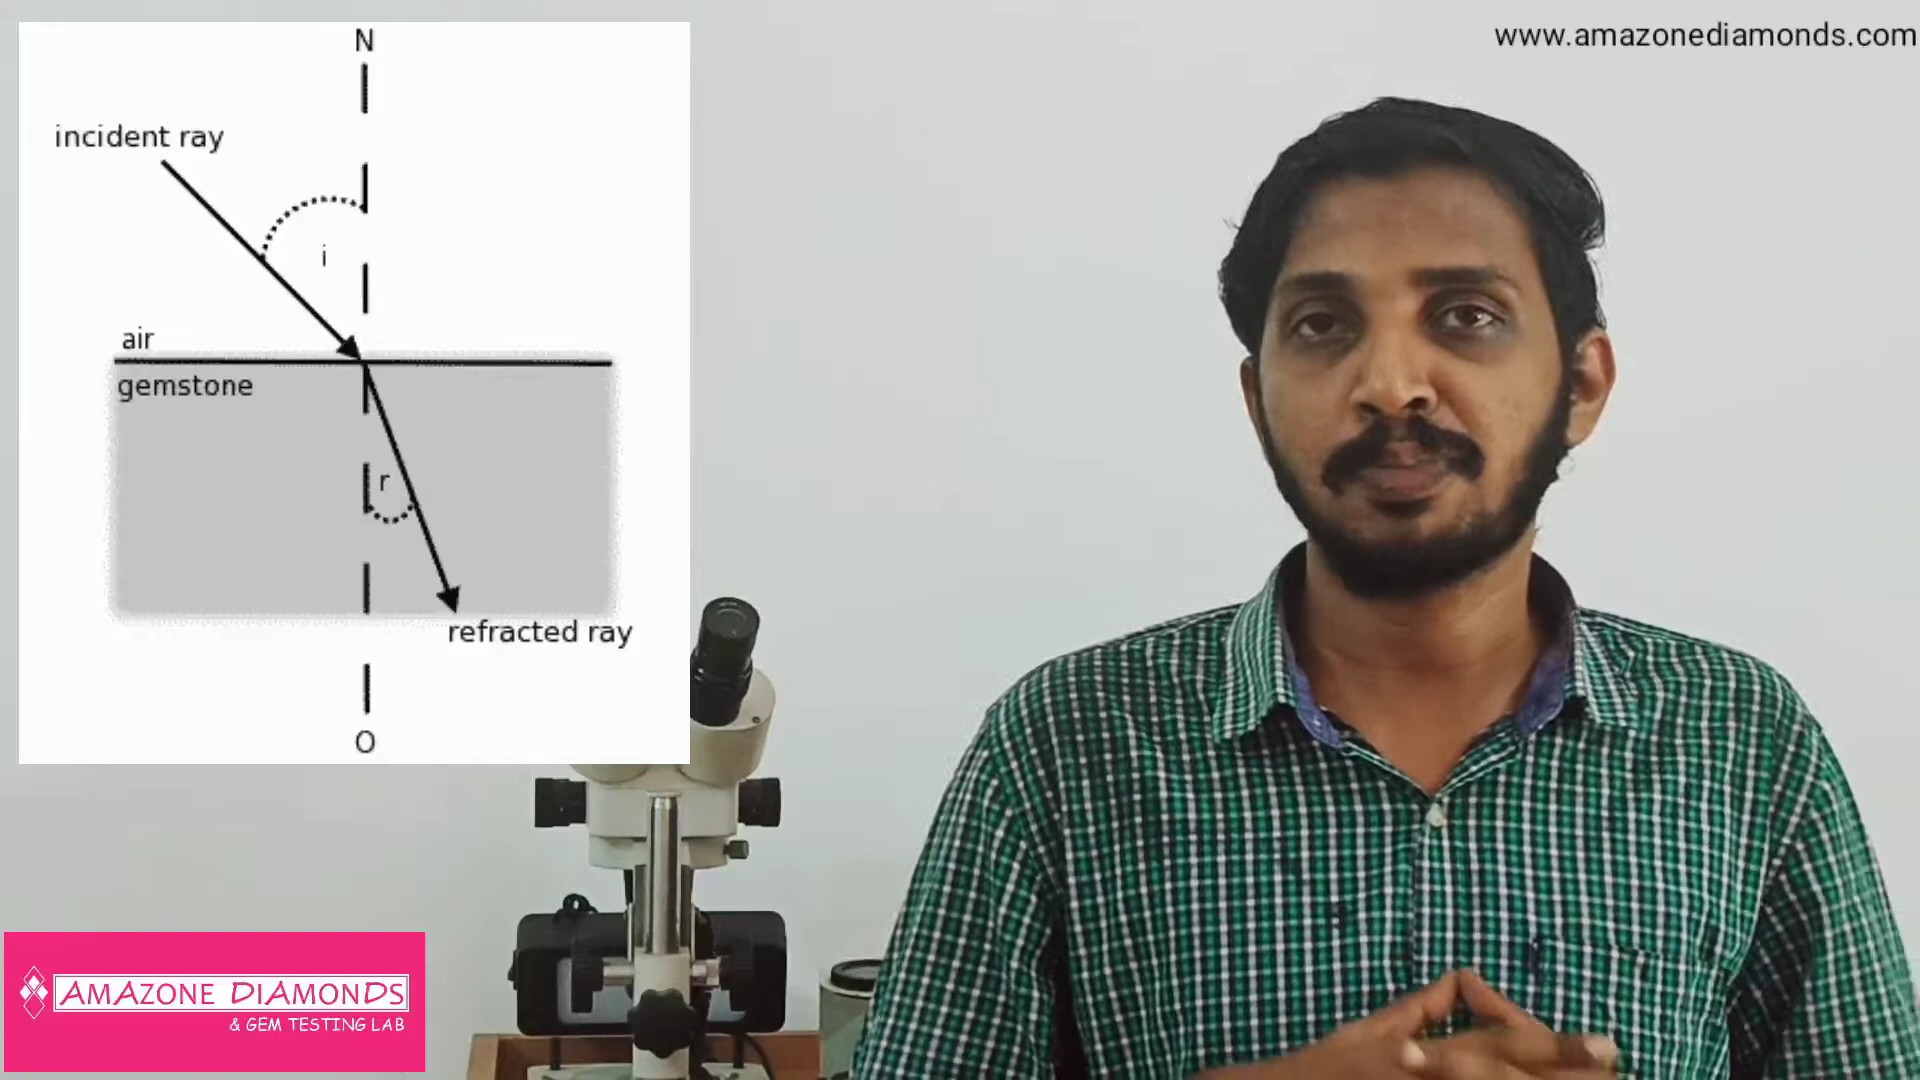 www.amazonediamonds.com
N
incident ray
i
air
gemstone
r
refracted ray
O
AMAZONE DIAMONDS
& GEM TESTING LAB